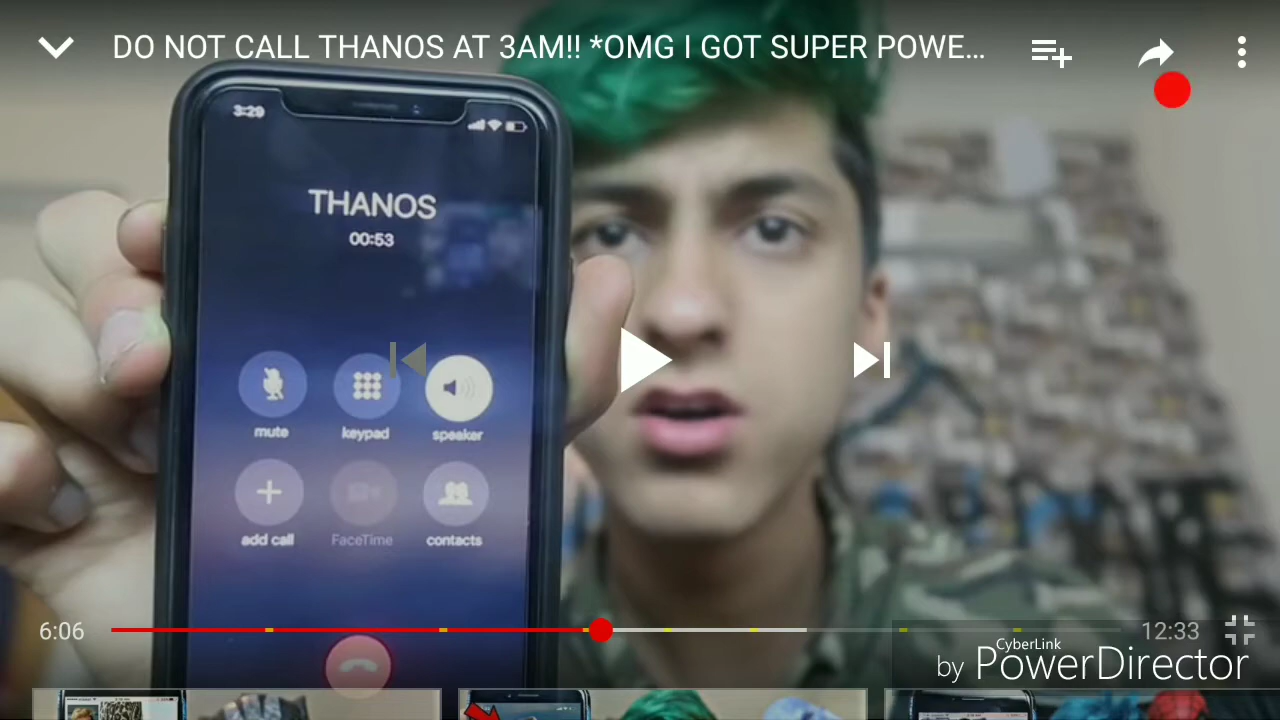 DO NOT CALL THANOS AT 3AM!! *OMG I GOT SUPER POWE...
3:29
THANOS
00:53
mute keypad speaker
add call FaceTime contacts
6:06
12:33
by CyberLink PowerDirector